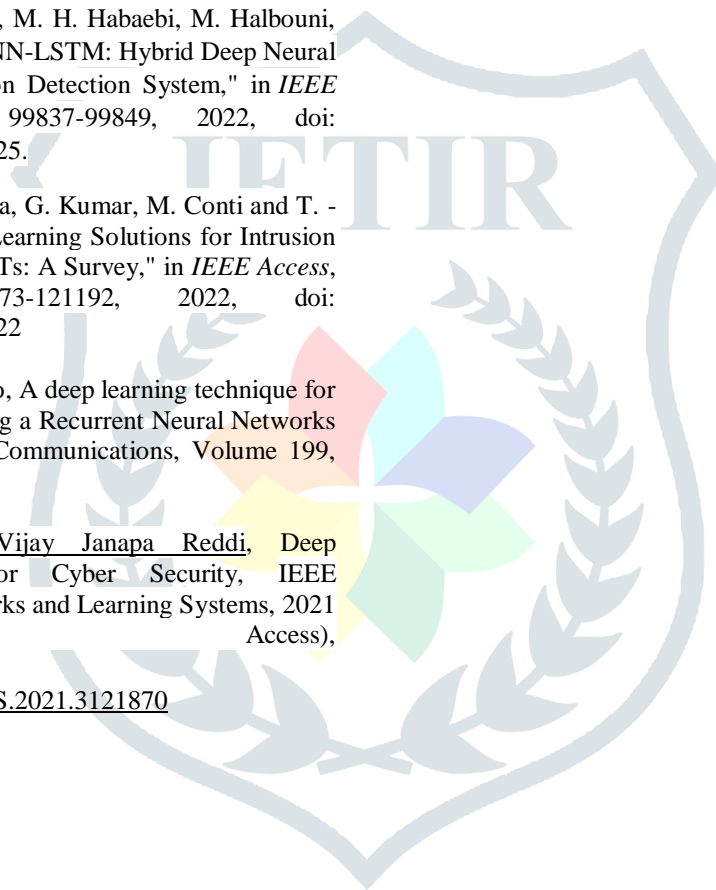 , M. H. Habaebi, M. Halbouni,
NN-LSTM: Hybrid Deep Neural
on Detection System," in IEEE
99837-99849, 2022, doi:
25.
JETIR
a, G. Kumar, M. Conti and T. -
Learning Solutions for Intrusion
Ts: A Survey," in IEEE Access,
73-121192, 2022, doi:
22
o, A deep learning technique for
g a Recurrent Neural Networks
Communications, Volume 199,
Vijay Janapa Reddi, Deep
or Cyber Security, IEEE
rks and Learning Systems, 2021
Access),
S.2021.3121870